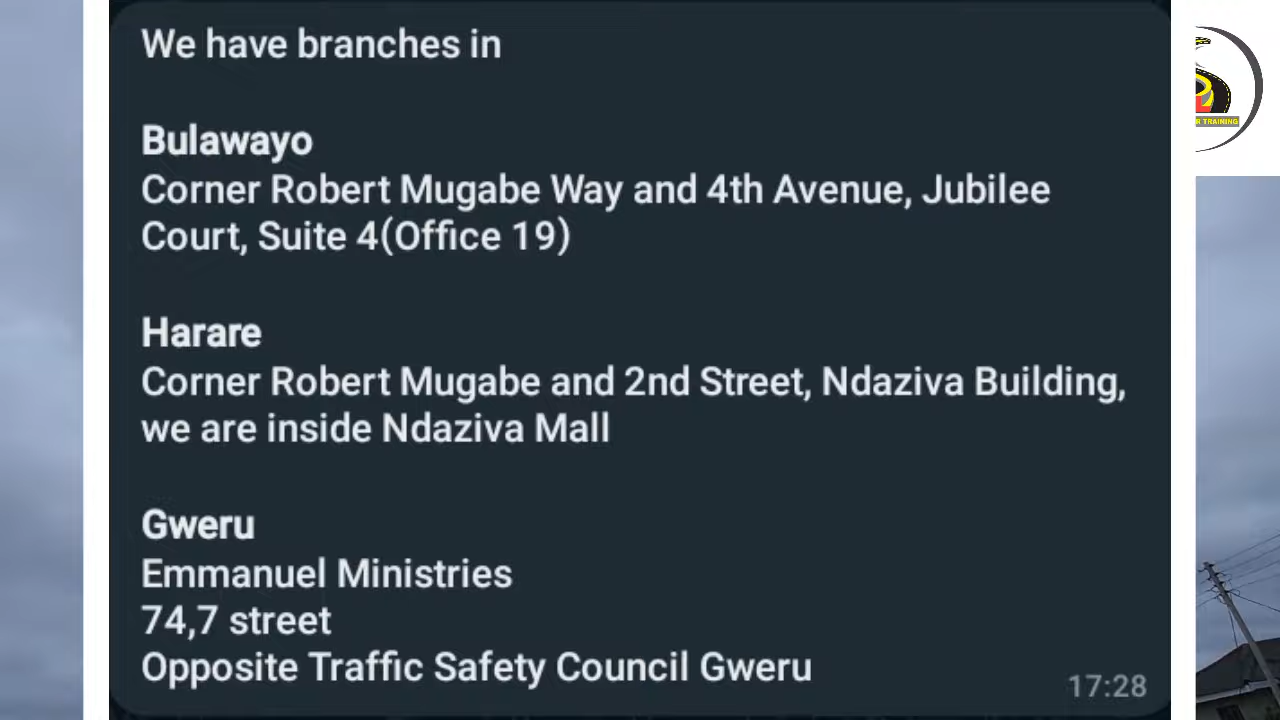 We have branches in
Bulawayo
Corner Robert Mugabe Way and 4th Avenue, Jubilee
Court, Suite 4(Office 19)
Harare
Corner Robert Mugabe and 2nd Street, Ndaziva Building,
we are inside Ndaziva Mall
Gweru
Emmanuel Ministries
74,7 street
Opposite Traffic Safety Council Gweru
17:28
L
R TRAINING